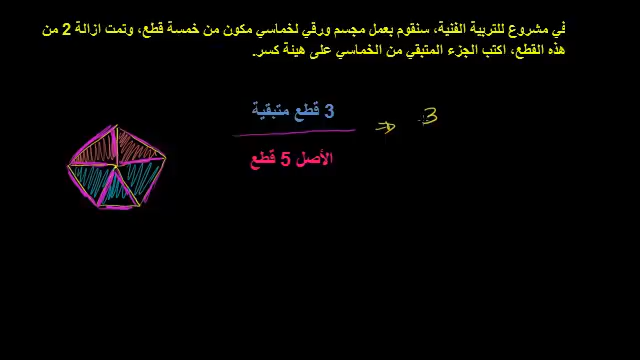 في مشروع للتربية الفنية، سنقوم بعمل مجسم ورقي لخماسي مكون من خمسة قطع، وتمت ازالة 2 من
هذه القطع، اكتب الجزء المتبقي من الخماسي على هيئة كسر.
3 قطع متبقية
3
الأصل 5 قطع